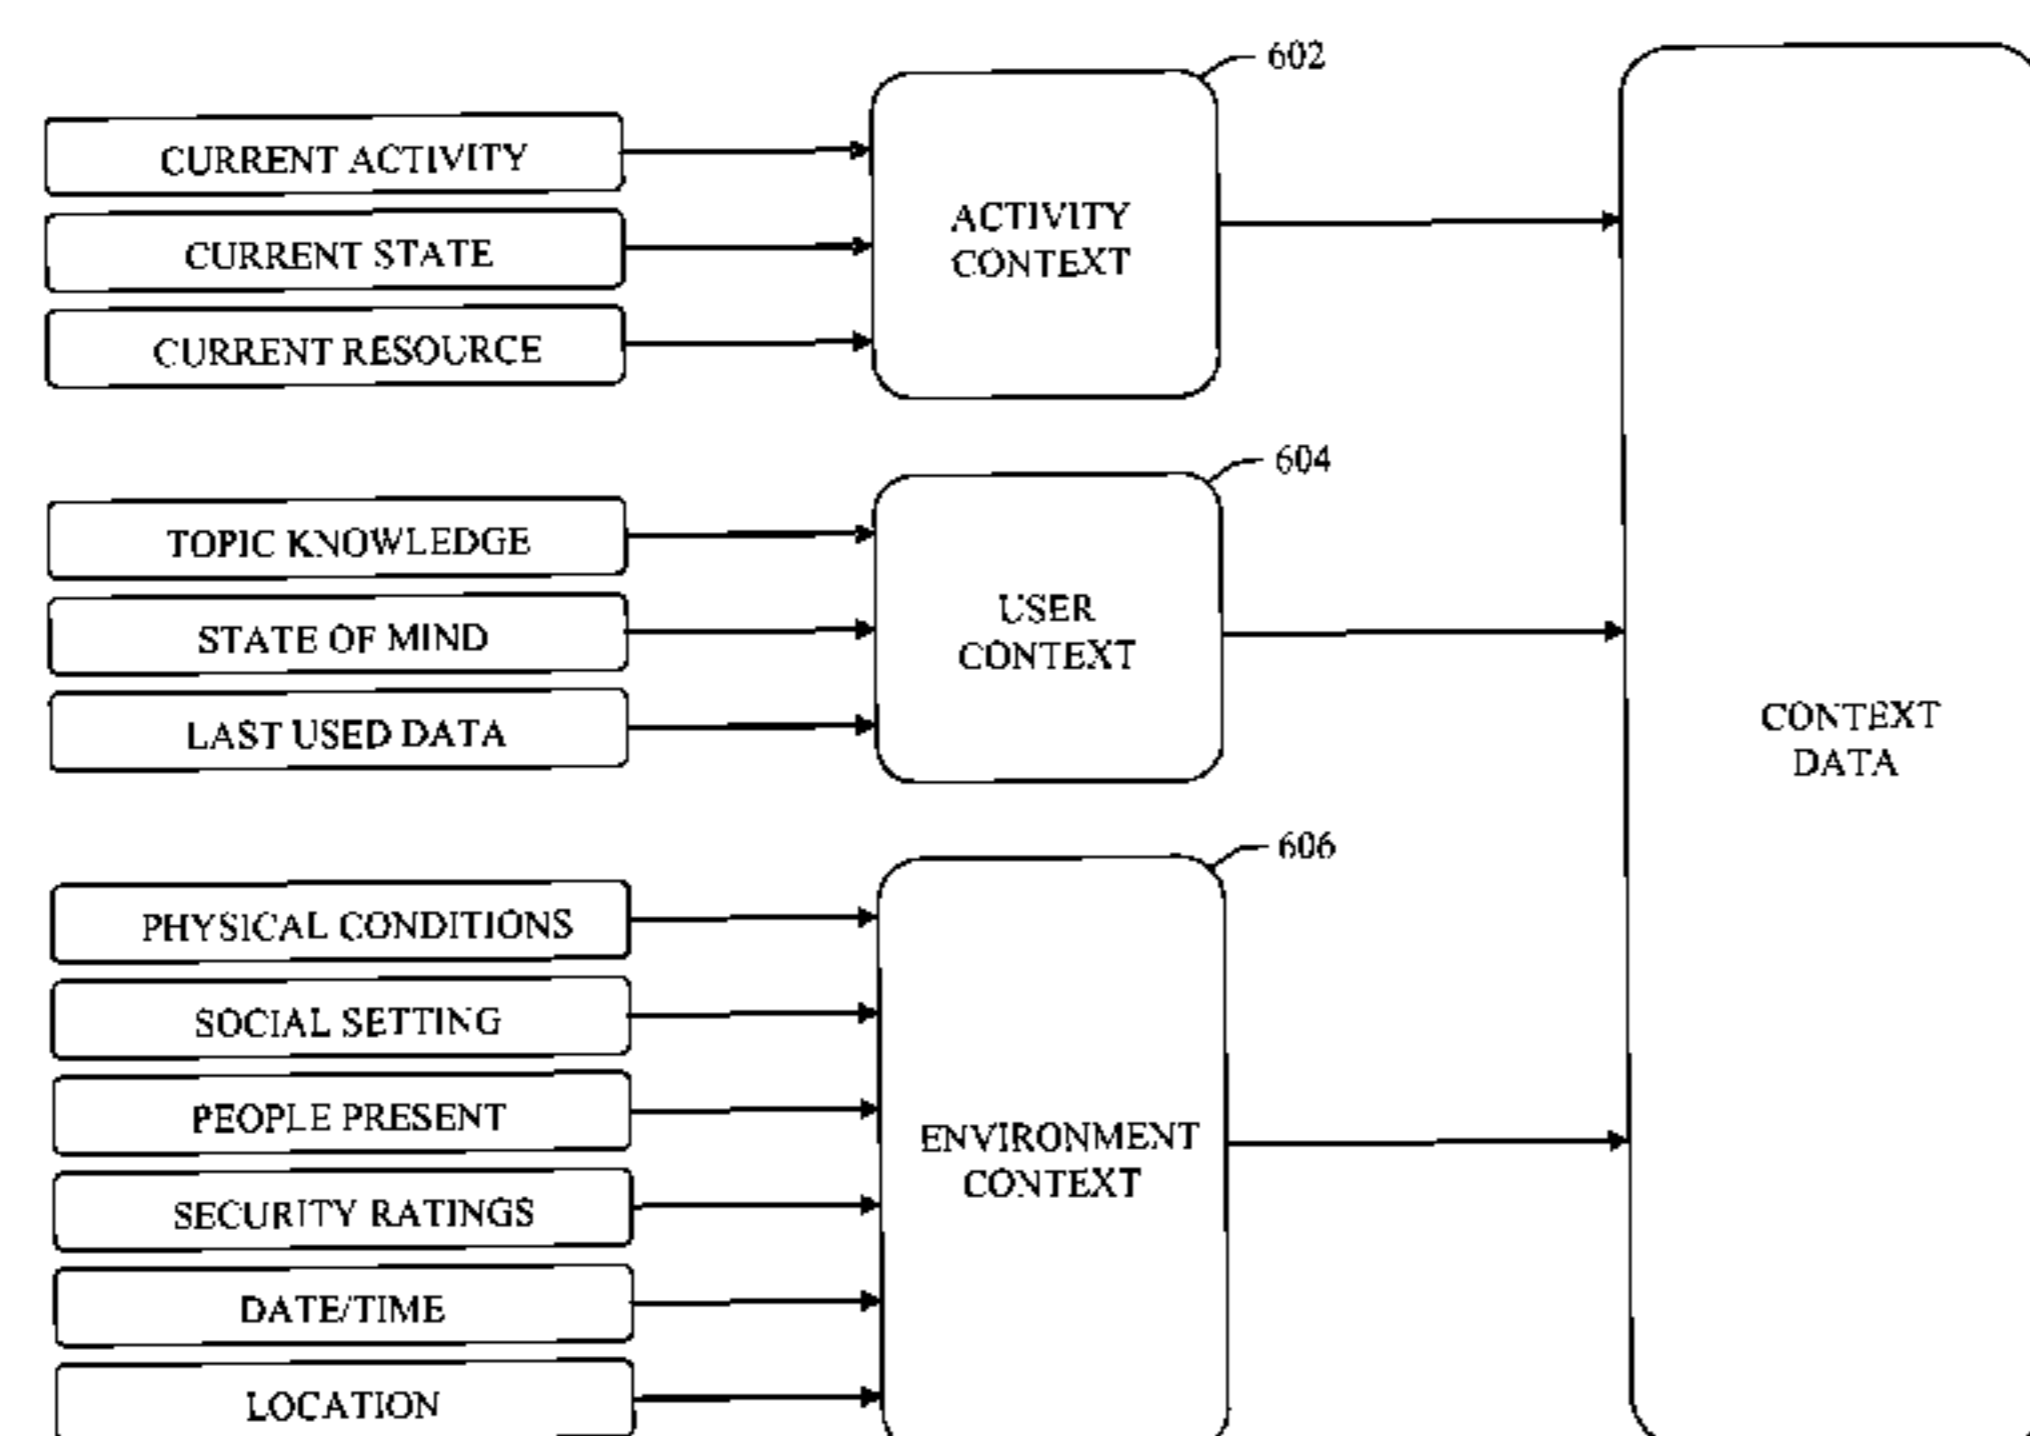 602
CURRENT ACTIVITY
CURRENT STATE
CURRENT RESOURCE
ACTIVITY
CONTEXT
604
TOPIC KNOWLEDGE
STATE OF MIND
LAST USED DATA
USER
CONTEXT
CONTEXT
DATA
606
PHYSICAL CONDITIONS
SOCIAL SETTING
PEOPLE PRESENT
SECURITY RATINGS
DATE/TIME
LOCATION
ENVIRONMENT
CONTEXT